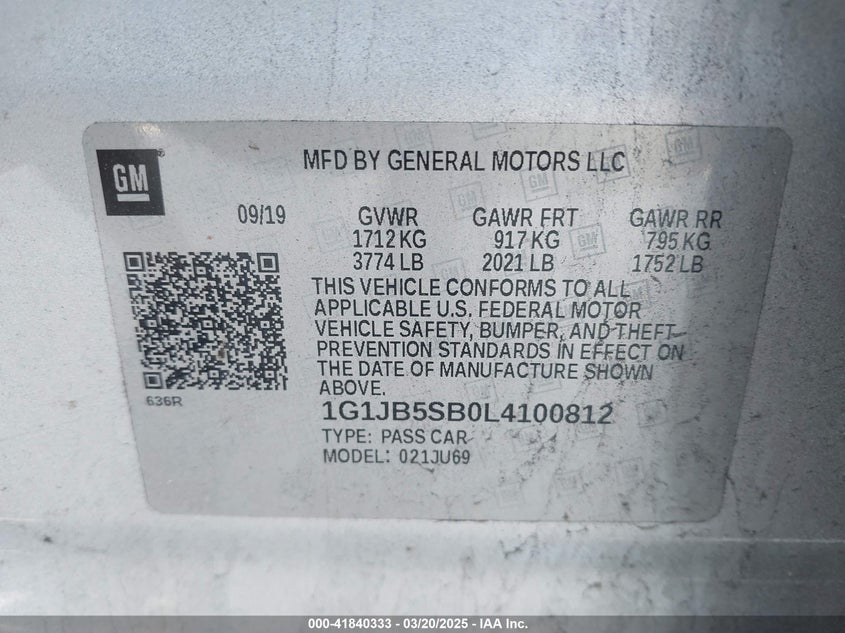 GM
MFD BY GENERAL MOTORS LLC
09/19 GVWR GAWR FRT GAWR RR
1712 KG 917 KG 795 KG
3774 LB 2021 LB 1752 LB
THIS VEHICLE CONFORMS TO ALL
APPLICABLE U.S. FEDERAL MOTOR
VEHICLE SAFETY, BUMPER, AND THEFT
PREVENTION STANDARDS IN EFFECT ON
THE DATE OF MANUFACTURE SHOWN
ABOVE.
636R
1G1JB5SB0L4100812
TYPE: PASS CAR
MODEL: 021JU69
000-41840333 — 03/20/2025 — IAA Inc.